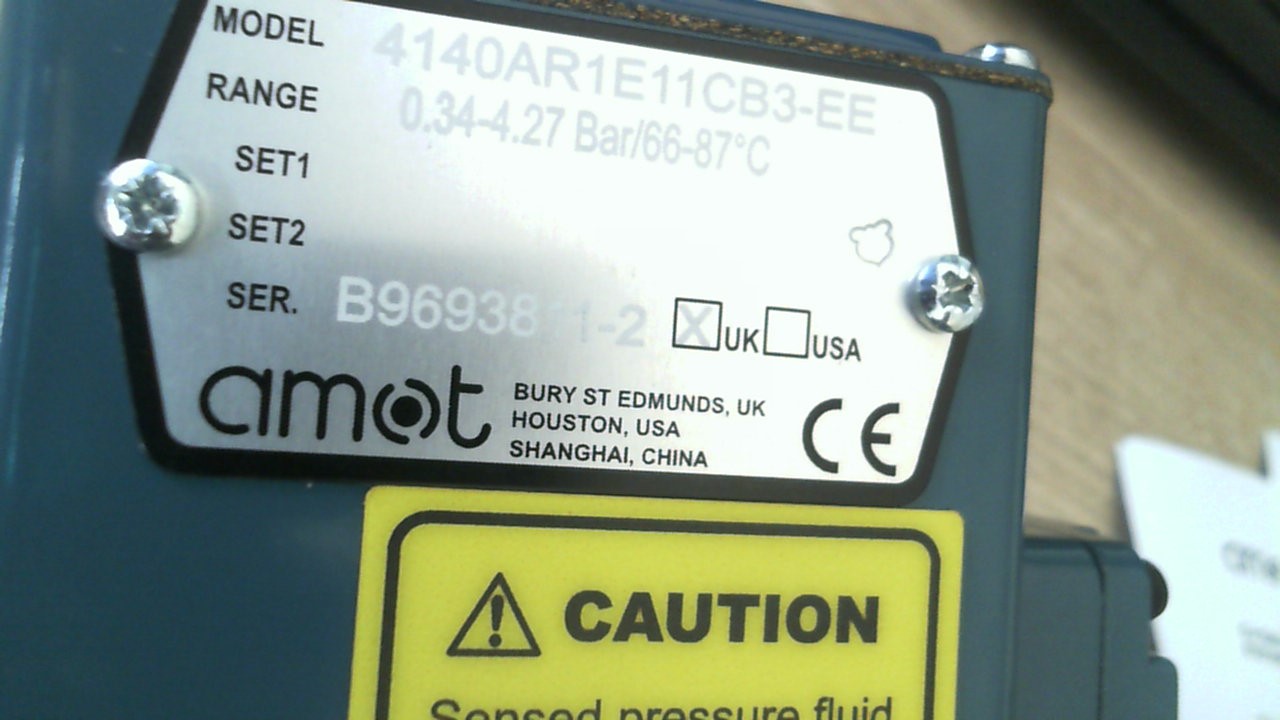 MODEL 4140AR1E11CB3-EE
RANGE 0.34-4.27 Bar/66-87°C
SET1
SET2
SER. X UK USA
amot
BURY ST EDMUNDS, UK
HOUSTON, USA
SHANGHAI, CHINA
CE
CAUTION
Sensed pressure fluid